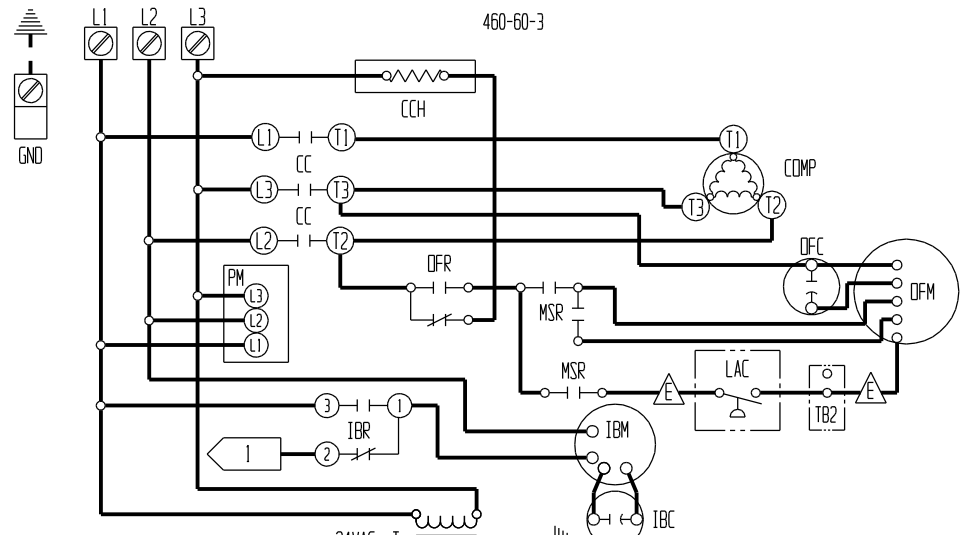 L1 L2 L3 460-60-3
CCH
GND
L1 T1 T1
CC COMP
L3 T3
CC T3 T2
L2 T2
OFR OFC
PM
L3 MSR OFM
L2
L1
MSR LAC
E E
3 1 TB2
IBR IBM
1 2
IBC